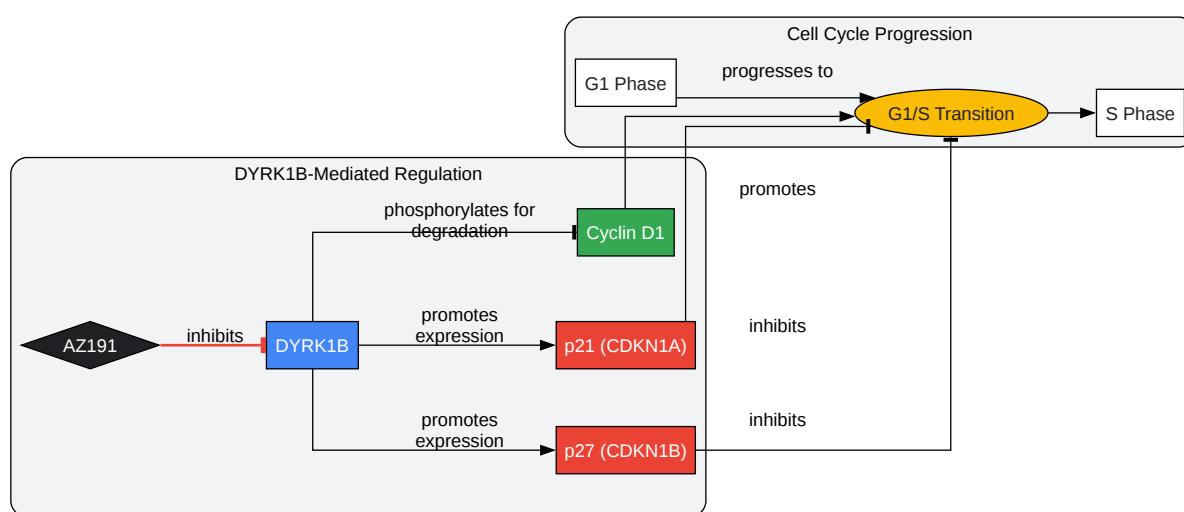 Cell Cycle Progression
G1 Phase
progresses to
G1/S Transition
S Phase
DYRK1B-Mediated Regulation
phosphorylates for
degradation
Cyclin D1
promotes
AZ191
inhibits
DYRK1B
promotes
expression
p21 (CDKN1A)
inhibits
promotes
expression
p27 (CDKN1B)
inhibits